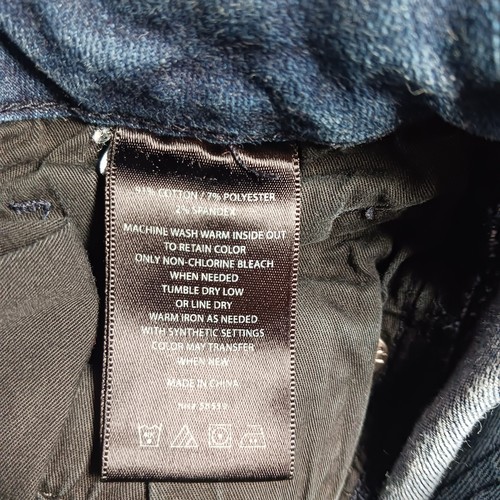 COTTON / 7% POLYESTER
2% SPANDEX
MACHINE WASH WARM INSIDE OUT
TO RETAIN COLOR
ONLY NON-CHLORINE BLEACH
WHEN NEEDED
TUMBLE DRY LOW
OR LINE DRY
WARM IRON AS NEEDED
WITH SYNTHETIC SETTINGS
COLOR MAY TRANSFER
WHEN NEW
MADE IN CHINA